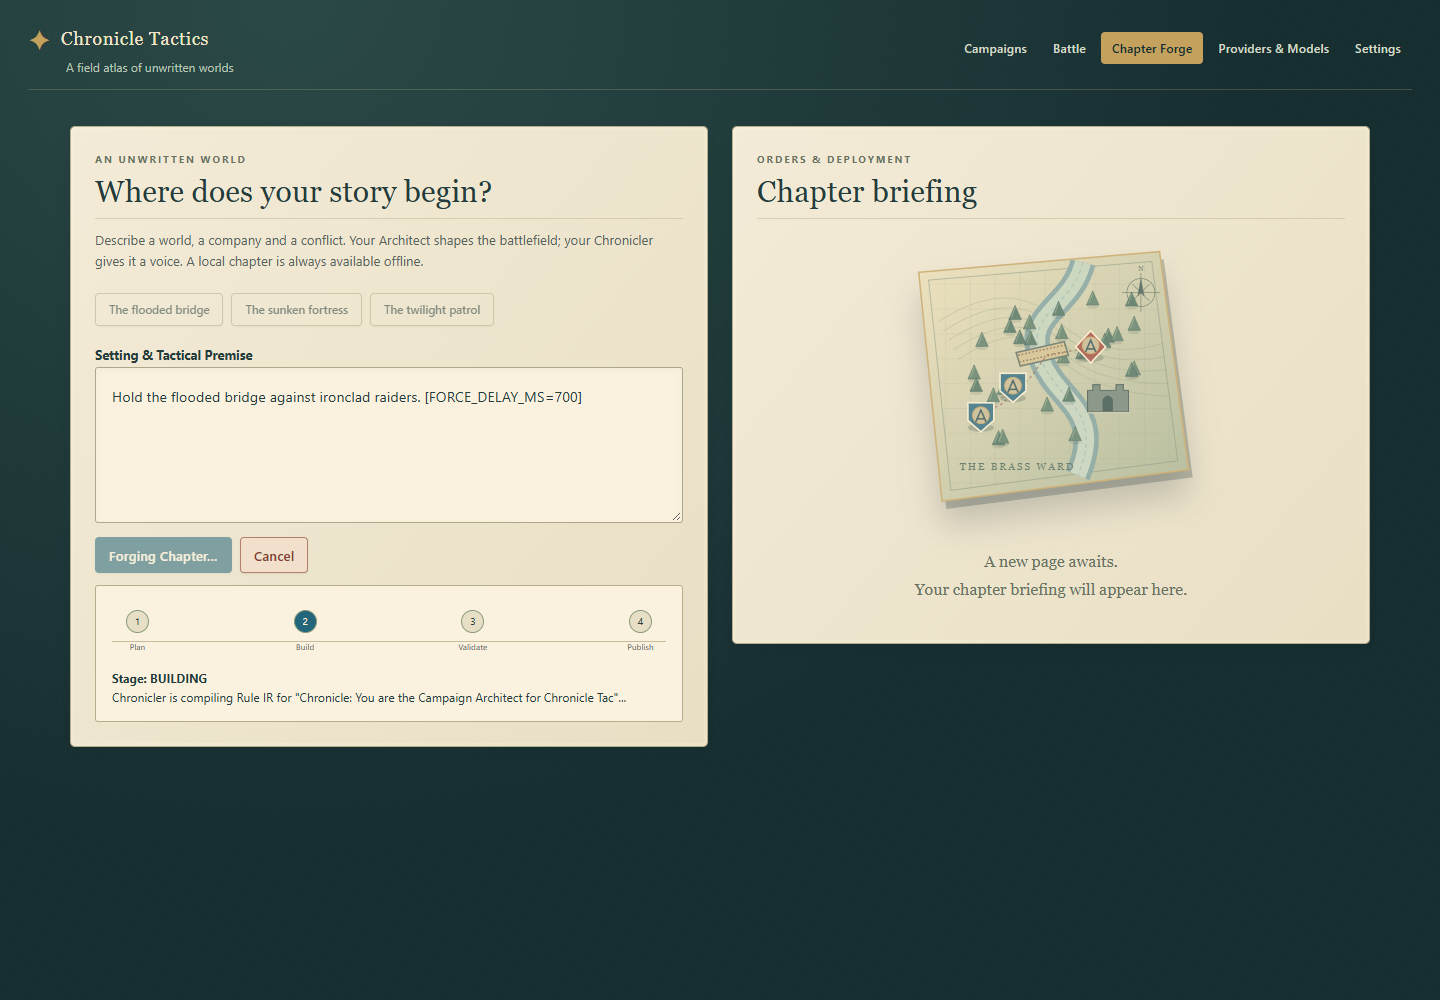 Chronicle Tactics
A field atlas of unwritten worlds
Campaigns
Battle
Chapter Forge
Providers & Models
Settings
AN UNWRITTEN WORLD
Where does your story begin?
Describe a world, a company and a conflict. Your Architect shapes the battlefield; your Chronicler
gives it a voice. A local chapter is always available offline.
The flooded bridge
The sunken fortress
The twilight patrol
Setting & Tactical Premise
Hold the flooded bridge against ironclad raiders. [FORCE_DELAY_MS=700]
Forging Chapter...
Cancel
1
2
3
4
Plan
Build
Validate
Publish
Stage: BUILDING
Chronicler is compiling Rule IR for "Chronicle: You are the Campaign Architect for Chronicle Tac"...
ORDERS & DEPLOYMENT
Chapter briefing
N
A
A
A
THE BRASS WARD
A new page awaits.
Your chapter briefing will appear here.